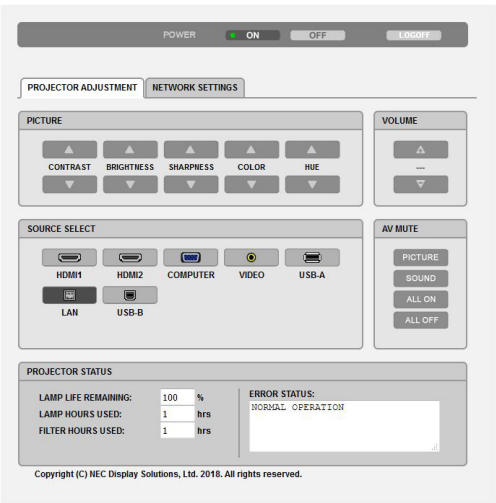 POWER ON OFF LOGOFF
PROJECTOR ADJUSTMENT NETWORK SETTINGS
PICTURE
CONTRAST BRIGHTNESS SHARPNESS COLOR HUE
VOLUME
---
SOURCE SELECT
HDMI1 HDMI2 COMPUTER VIDEO USB-A
LAN USB-B
AV MUTE
PICTURE
SOUND
ALL ON
ALL OFF
PROJECTOR STATUS
LAMP LIFE REMAINING: 100 %
LAMP HOURS USED: 1 hrs
FILTER HOURS USED: 1 hrs
ERROR STATUS:
NORMAL OPERATION
Copyright (C) NEC Display Solutions, Ltd. 2018. All rights reserved.